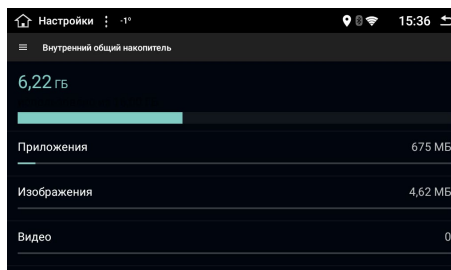 Настройки -1° 15:36
Внутренний общий накопитель
6,22 ГБ
Приложения 675 МБ
Изображения 4,62 МБ
Видео 0